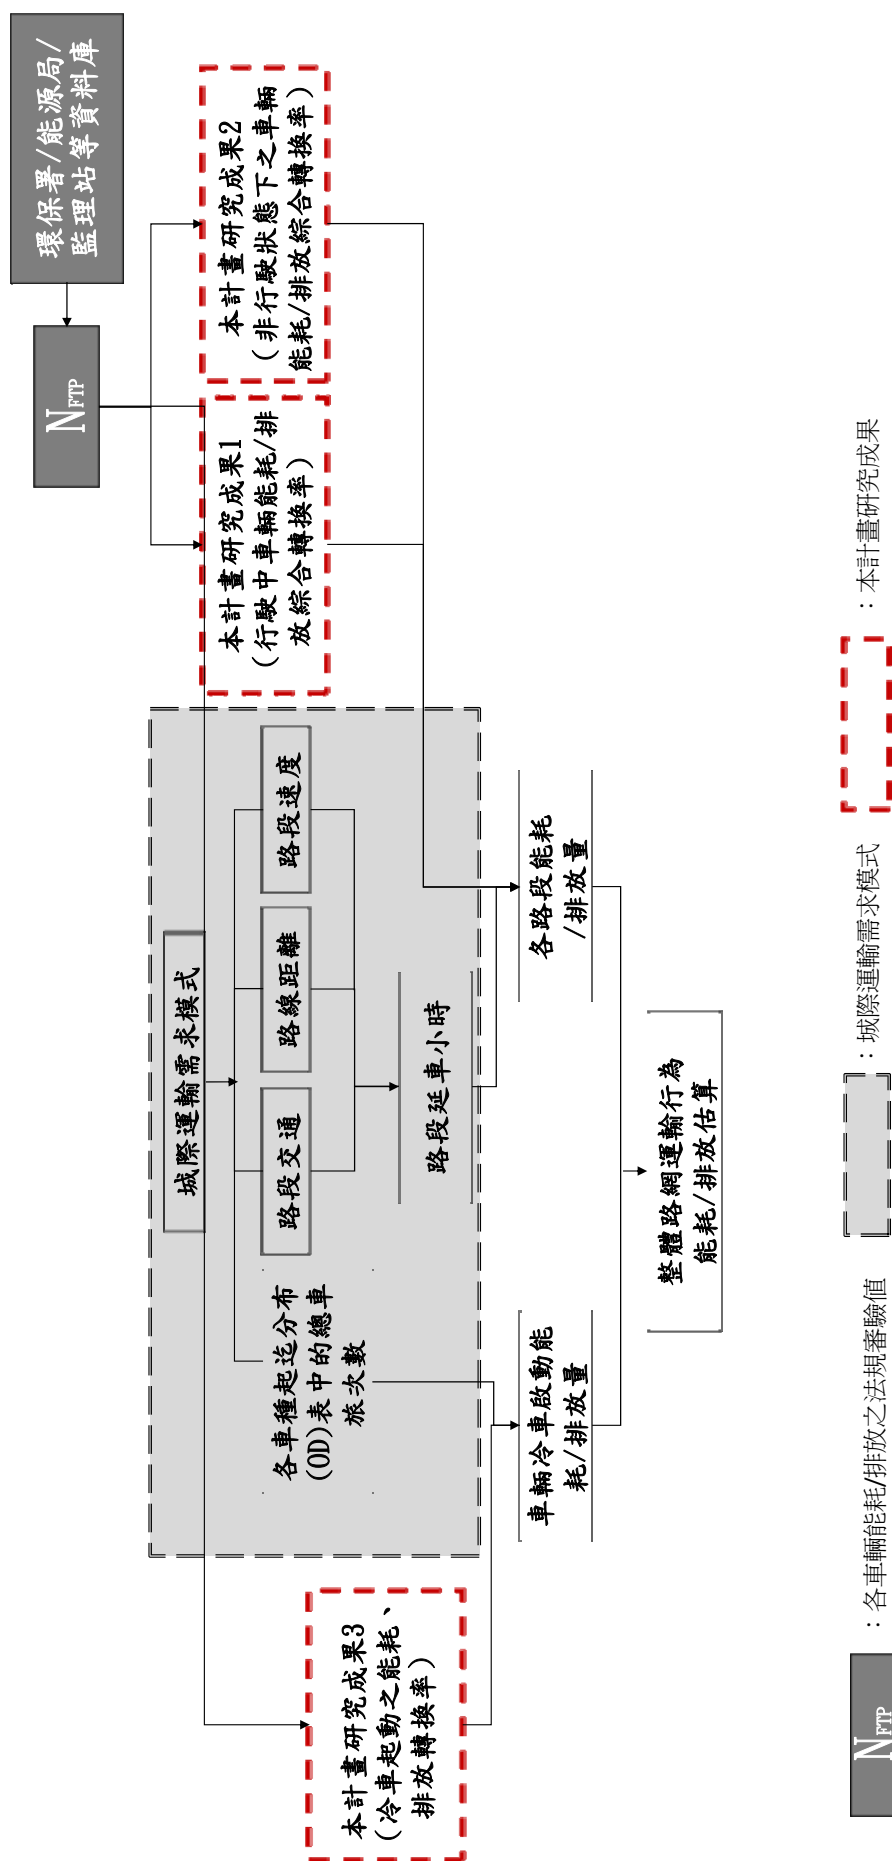 環保署/能源局/
監理站等資料庫
NFTP
本計畫研究成果2
(非行駛狀態下之車輛
能耗/排放綜合轉換率)
本計畫研究成果1
(行駛中車輛能耗/排
放綜合轉換率)
城際運輸需求模式
路段速度
路線距離
路段交通
各車種起迄分布
(OD)表中的總車
旅次數
路段延車小時
本計畫研究成果3
(冷車起動之能耗、
排放轉換率)
各路段能耗
/排放量
車輛冷車啟動能
耗/排放量
整體路網運輸行為
能耗/排放估算
NFTP
：各車輛能耗/排放之法規審驗值
：城際運輸需求模式
：本計畫研究成果